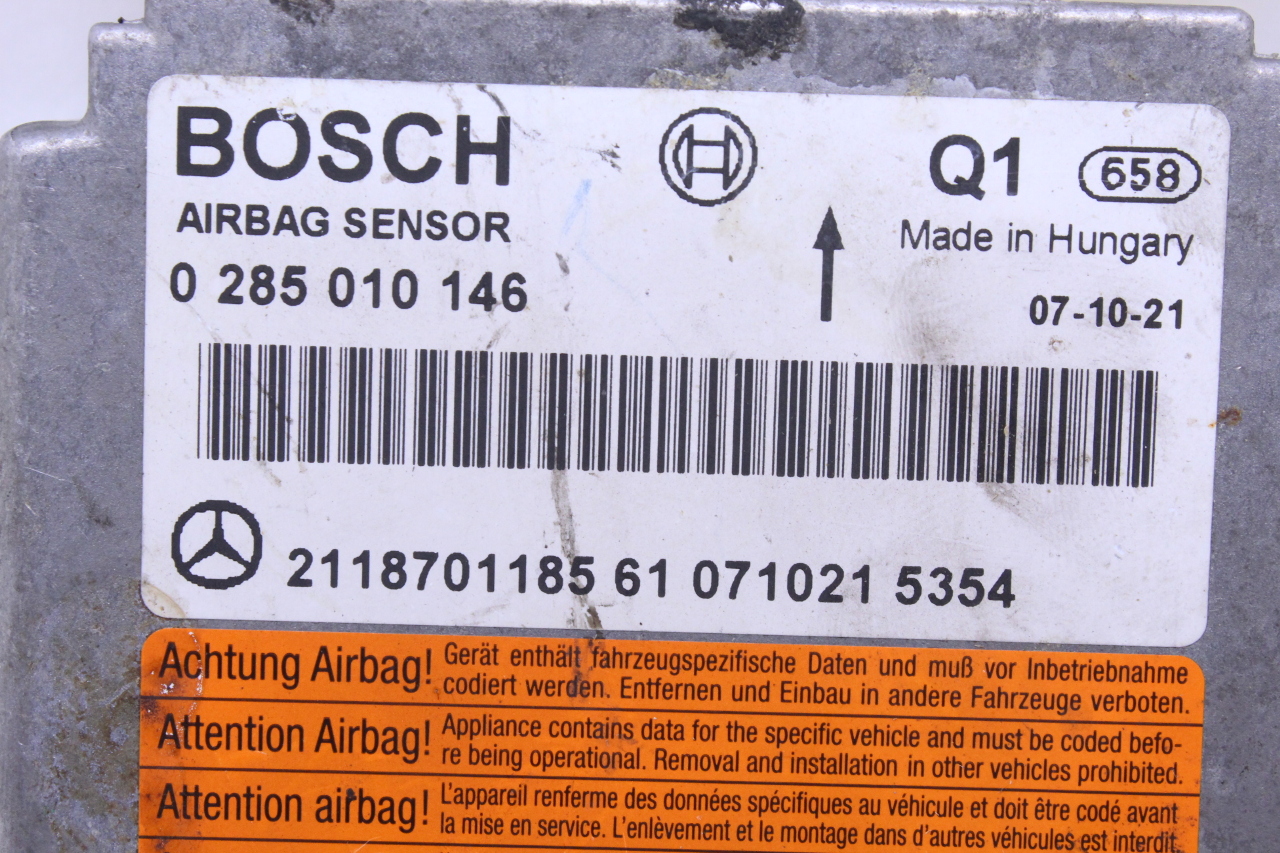 BOSCH
Q1
658
AIRBAG SENSOR
Made in Hungary
0 285 010 146
07-10-21
2118701185 61 071021 5354
Achtung Airbag! Gerät enthält fahrzeugspezifische Daten und muß vor Inbetriebnahme
codiert werden. Entfernen und Einbau in andere Fahrzeuge verboten.
Attention Airbag! Appliance contains data for the specific vehicle and must be coded befo-
re being operational. Removal and installation in other vehicles prohibited.
Attention airbag! L'appareil renferme des données spécifiques au véhicule et doit être codé avant
la mise en service. L'enlèvement et le montage dans d'autres véhicules est interdit.